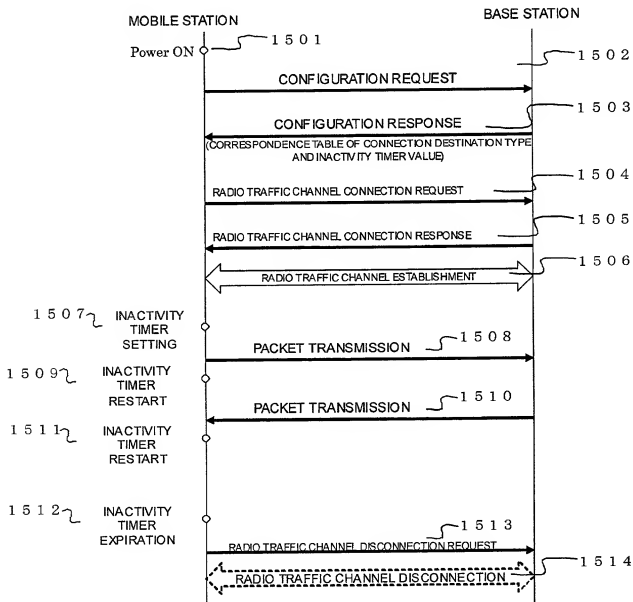 MOBILE STATION
BASE STATION
1501
Power ON
1502
CONFIGURATION REQUEST
1503
CONFIGURATION RESPONSE
(CORRESPONDENCE TABLE OF CONNECTION DESTINATION TYPE
AND INACTIVITY TIMER VALUE)
1504
RADIO TRAFFIC CHANNEL CONNECTION REQUEST
1505
RADIO TRAFFIC CHANNEL CONNECTION RESPONSE
1506
RADIO TRAFFIC CHANNEL ESTABLISHMENT
1507
INACTIVITY
TIMER
SETTING
1508
PACKET TRANSMISSION
1509
INACTIVITY
TIMER
RESTART
1510
PACKET TRANSMISSION
1511
INACTIVITY
TIMER
RESTART
1512
INACTIVITY
TIMER
EXPIRATION
1513
RADIO TRAFFIC CHANNEL DISCONNECTION REQUEST
1514
RADIO TRAFFIC CHANNEL DISCONNECTION